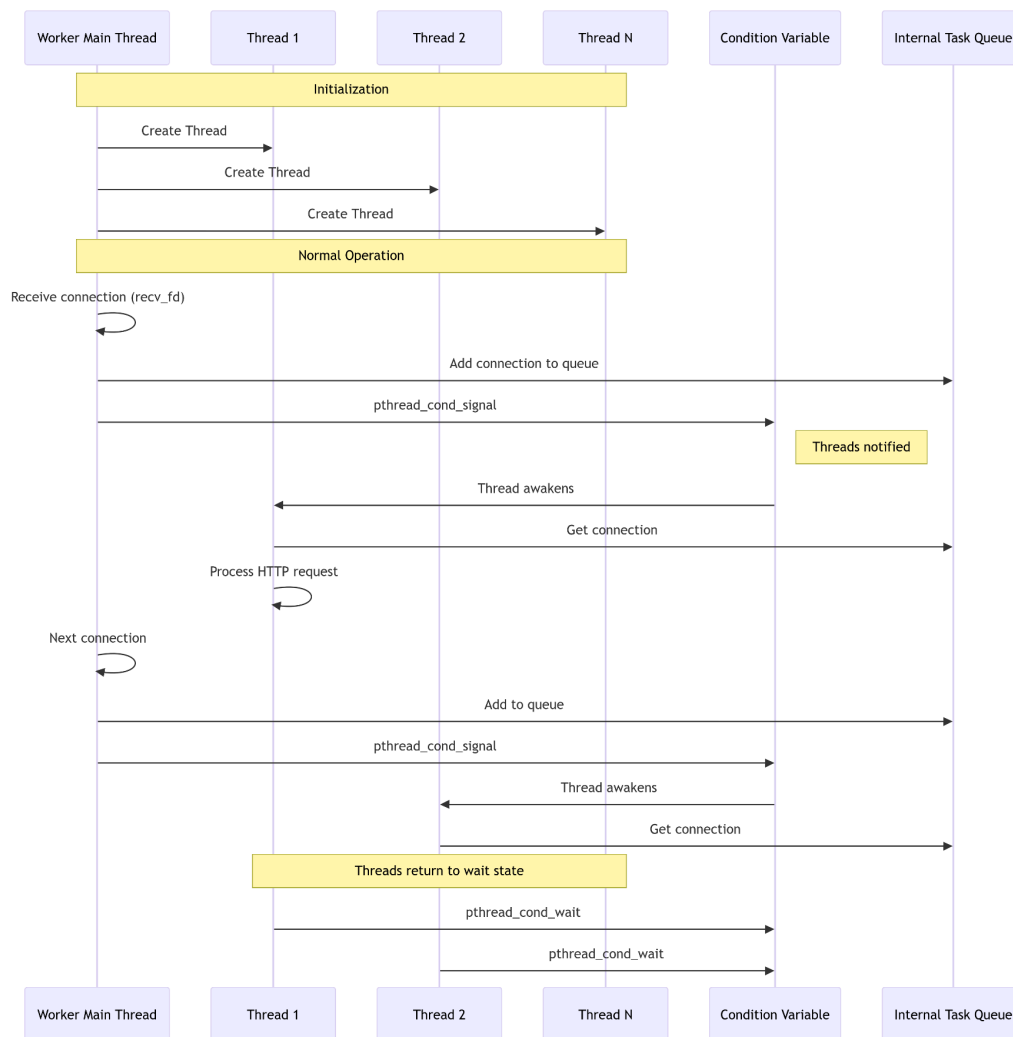 Worker Main Thread
Thread 1
Thread 2
Thread N
Condition Variable
Internal Task Queue
Initialization
Create Thread
Create Thread
Create Thread
Normal Operation
Receive connection (recv_fd)
Add connection to queue
pthread_cond_signal
Threads notified
Thread awakens
Get connection
Process HTTP request
Next connection
Add to queue
pthread_cond_signal
Thread awakens
Get connection
Threads return to wait state
pthread_cond_wait
pthread_cond_wait
Worker Main Thread
Thread 1
Thread 2
Thread N
Condition Variable
Internal Task Queue